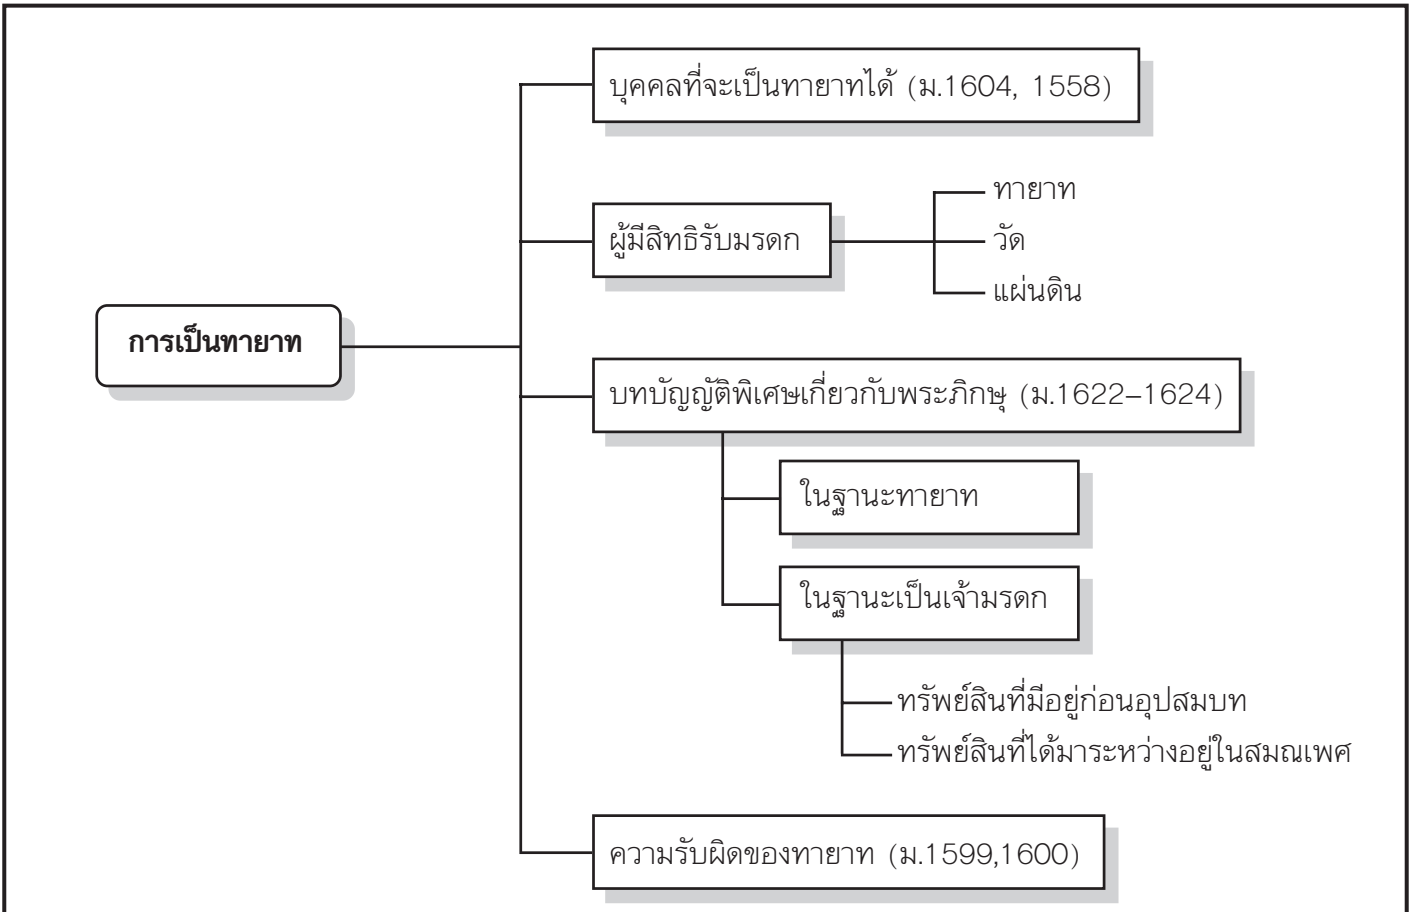 บุคคลที่จะเป็นทายาทได้ (ม.1604, 1558)
ผู้มีสิทธิรับมรดก
ทายาท
วัด
แผ่นดิน
การเป็นทายาท
บทบัญญัติพิเศษเกี่ยวกับพระภิกษุ (ม.1622–1624)
ในฐานะทายาท
ในฐานะเป็นเจ้ามรดก
ทรัพย์สินที่มีอยู่ก่อนอุปสมบท
ทรัพย์สินที่ได้มาระหว่างอยู่ในสมณเพศ
ความรับผิดของทายาท (ม.1599,1600)